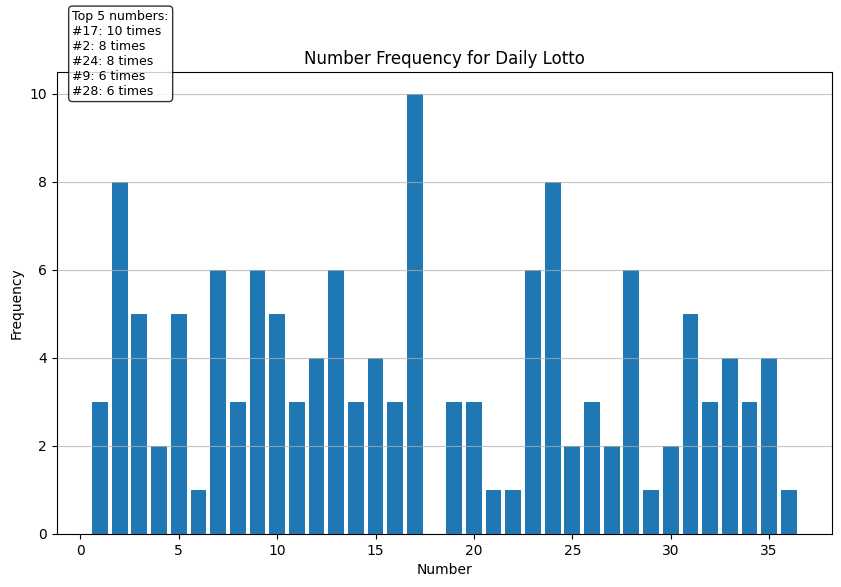 Top 5 numbers:
#17: 10 times
#2: 8 times
#24: 8 times
#9: 6 times
#28: 6 times
Number Frequency for Daily Lotto
10
8
6
4
2
0
Frequency
0 5 10 15 20 25 30 35
Number